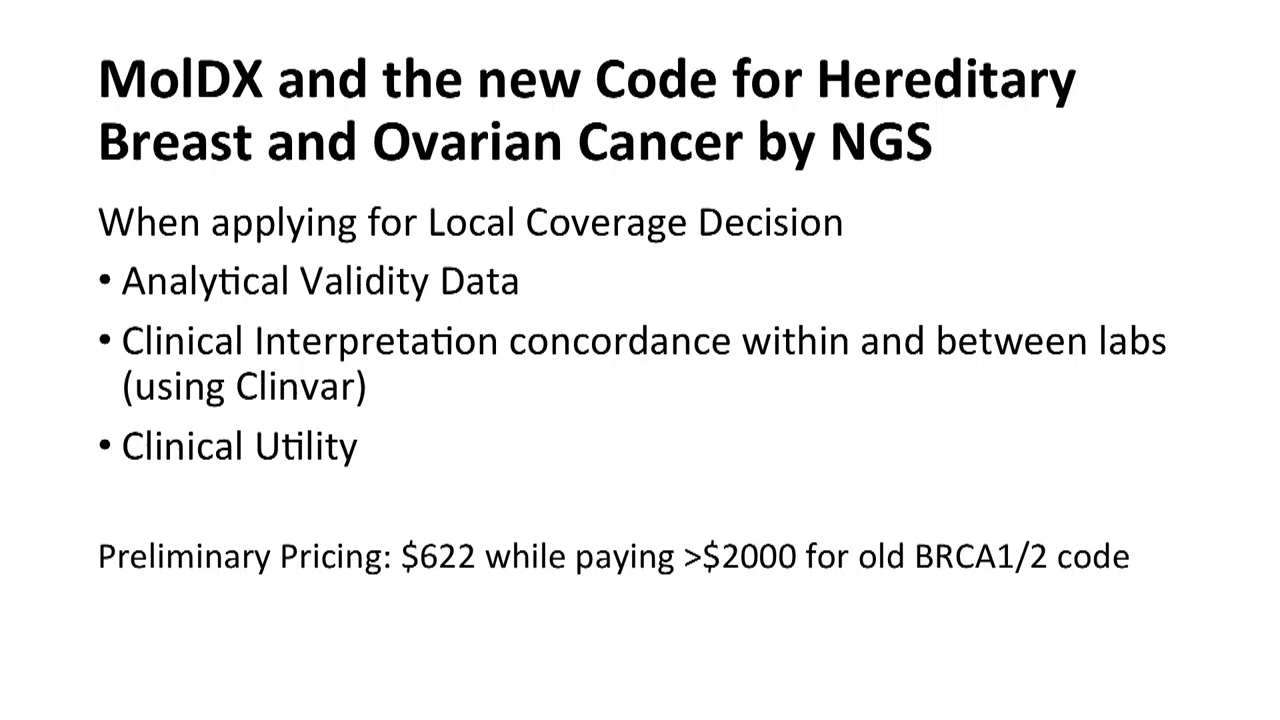 MolDX and the new Code for Hereditary
Breast and Ovarian Cancer by NGS
When applying for Local Coverage Decision
• Analytical Validity Data
• Clinical Interpretation concordance within and between labs
(using Clinvar)
• Clinical Utility
Preliminary Pricing: $622 while paying >$2000 for old BRCA1/2 code